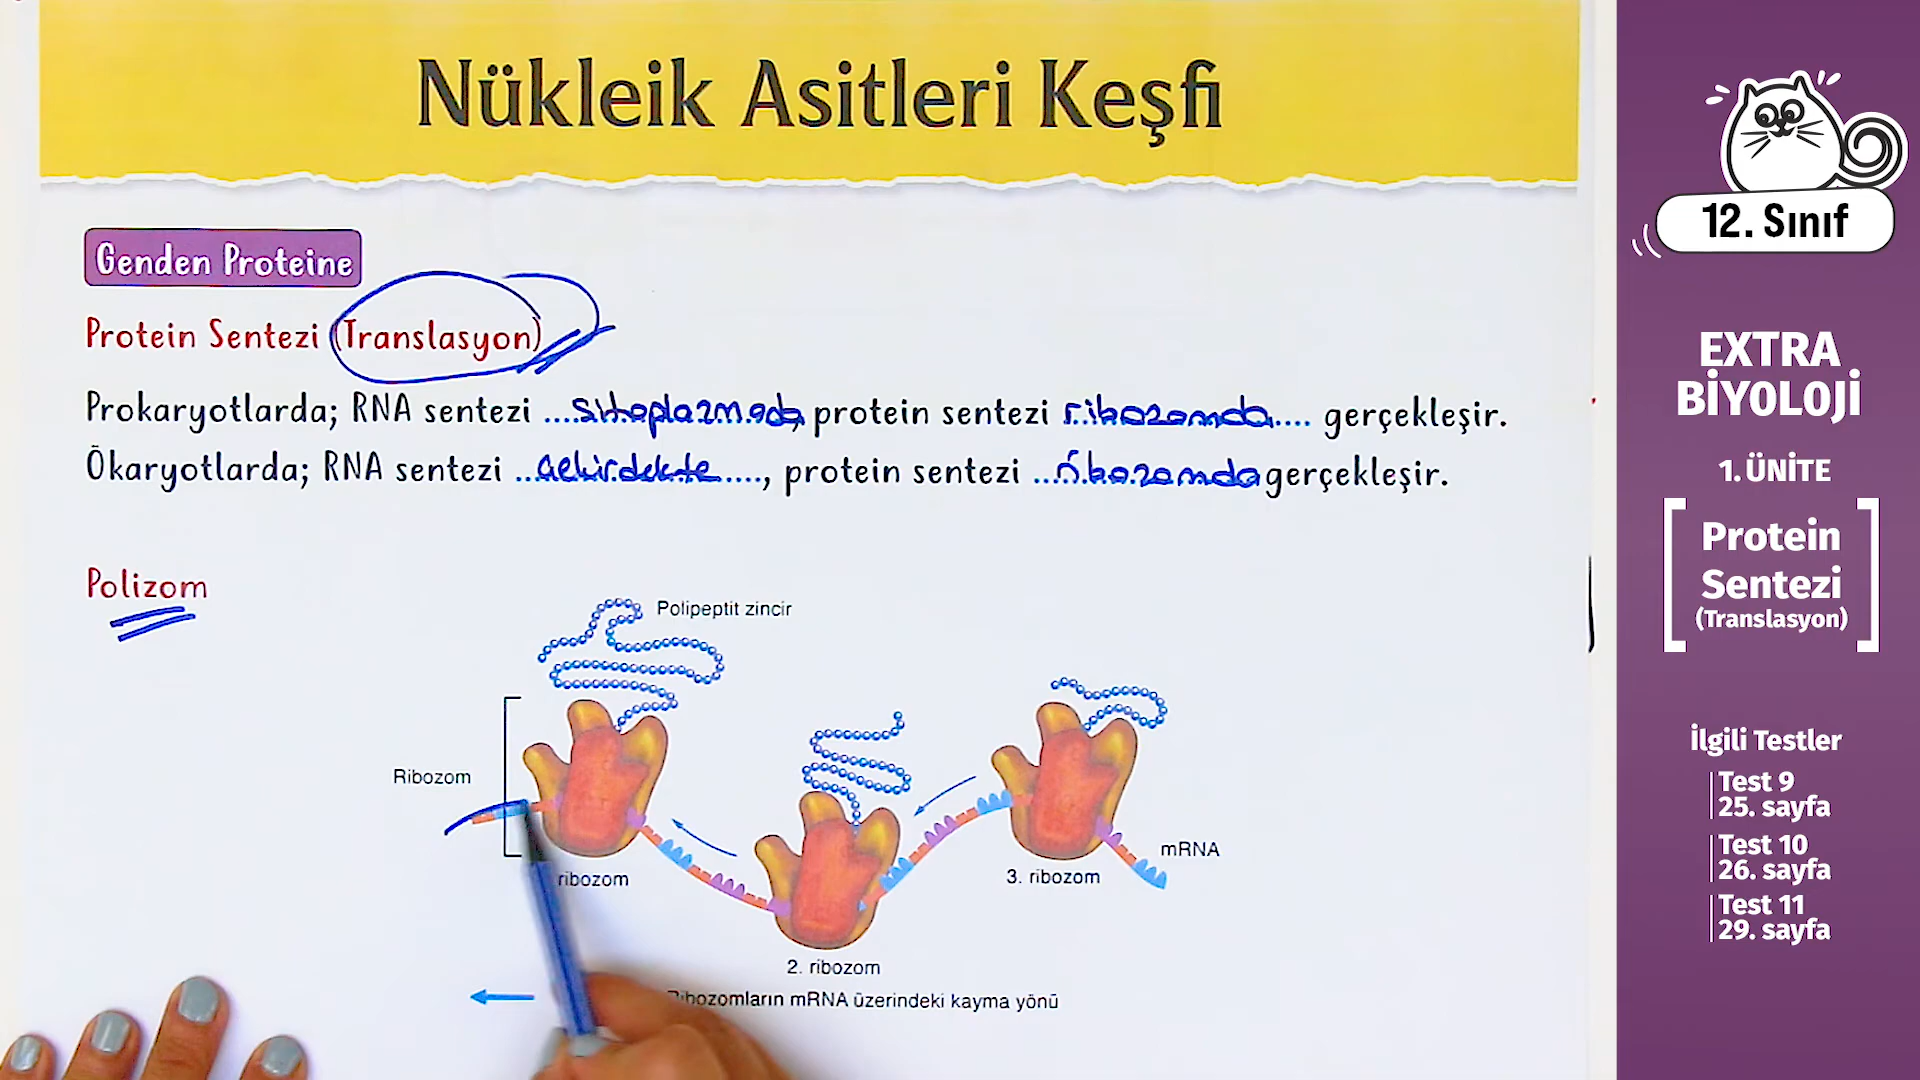 Nükleik Asitleri Keşfi
Genden Proteine
Protein Sentezi (Translasyon)
Prokaryotlarda; RNA sentezi ...sitoplazmada, protein sentezi ribozomda.... gerçekleşir.
Ökaryotlarda; RNA sentezi ...çekirdekte....., protein sentezi ...ribozomda gerçekleşir.
Polizom
Polipeptit zincir
Ribozom
mRNA
ribozom
3. ribozom
2. ribozom
Ribozomların mRNA üzerindeki kayma yönü
12. Sınıf
EXTRA
BİYOLOJİ
1. ÜNİTE
Protein
Sentezi
(Translasyon)
İlgili Testler
Test 9
25. sayfa
Test 10
26. sayfa
Test 11
29. sayfa